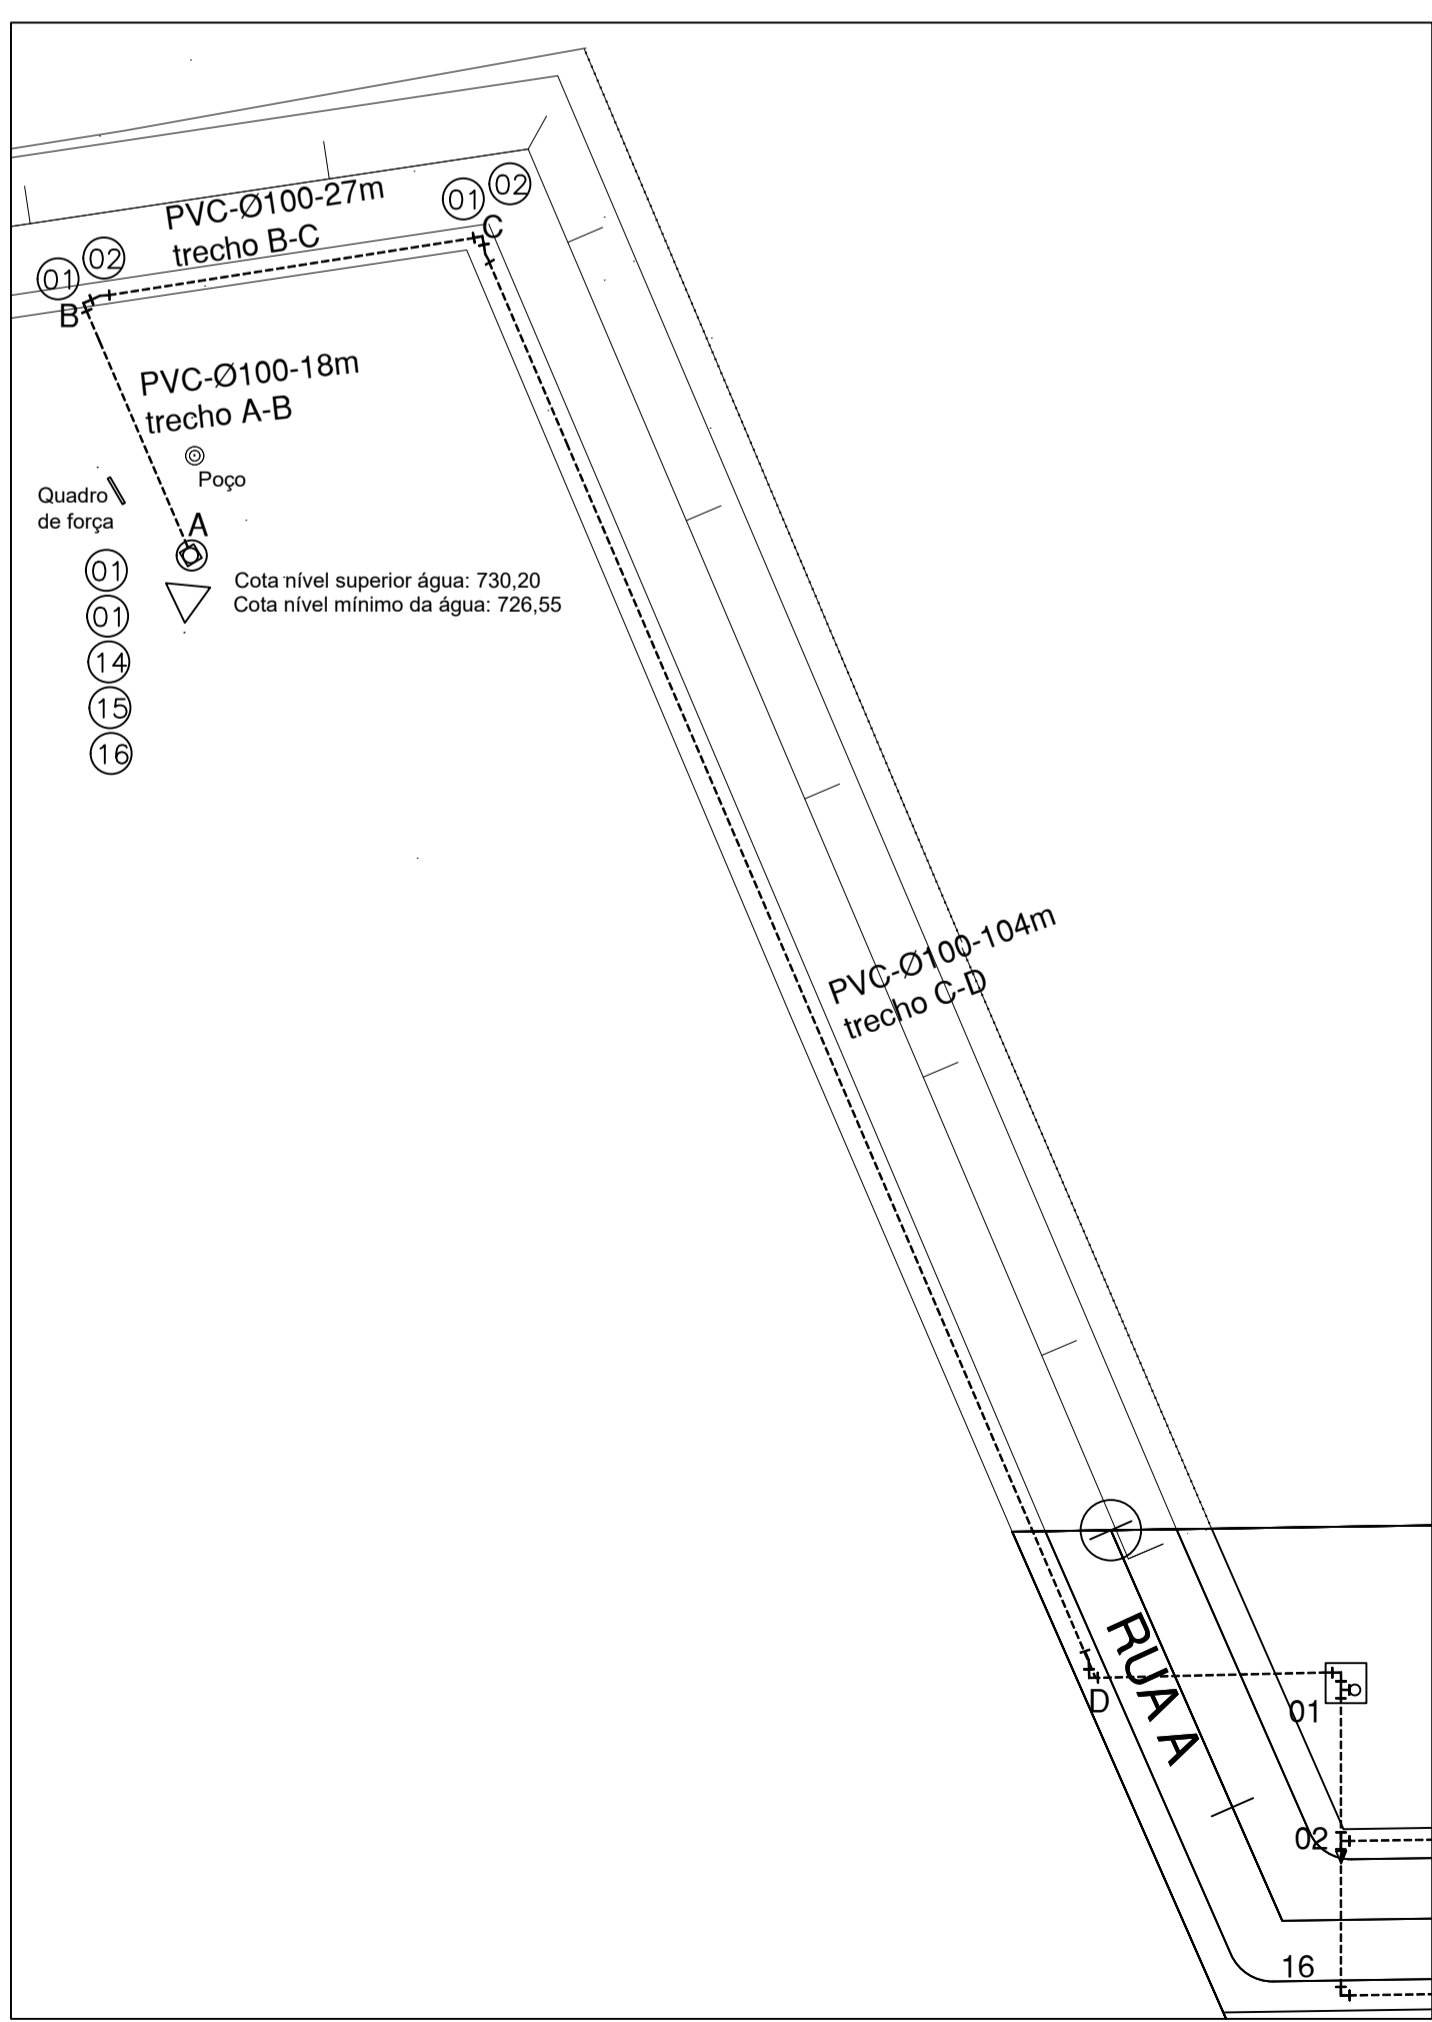 PVC-Ø100-27m
trecho B-C
01
02
C
01
02
B
PVC-Ø100-18m
trecho A-B
Poço
Quadro
de força
A
01
01
14
15
16
Cota nível superior água: 730,20
Cota nível mínimo da água: 726,55
PVC-Ø100-104m
trecho C-D
RUA A
D
01
02
16